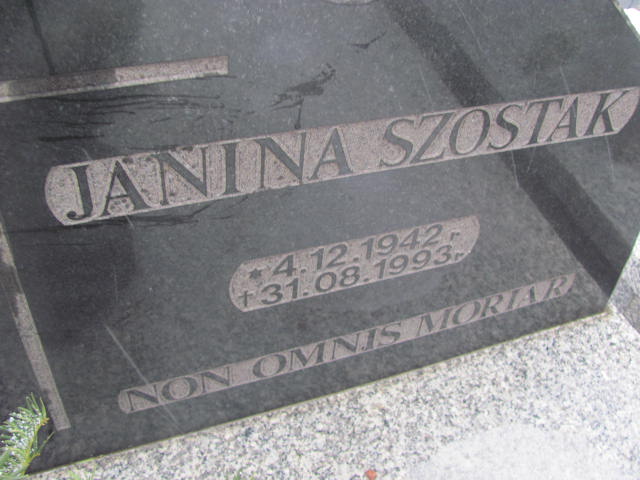 JANINA SZOSTAK
* 4.12.1942 r.
† 31.08.1993 r.
NON OMNIS MORIAR